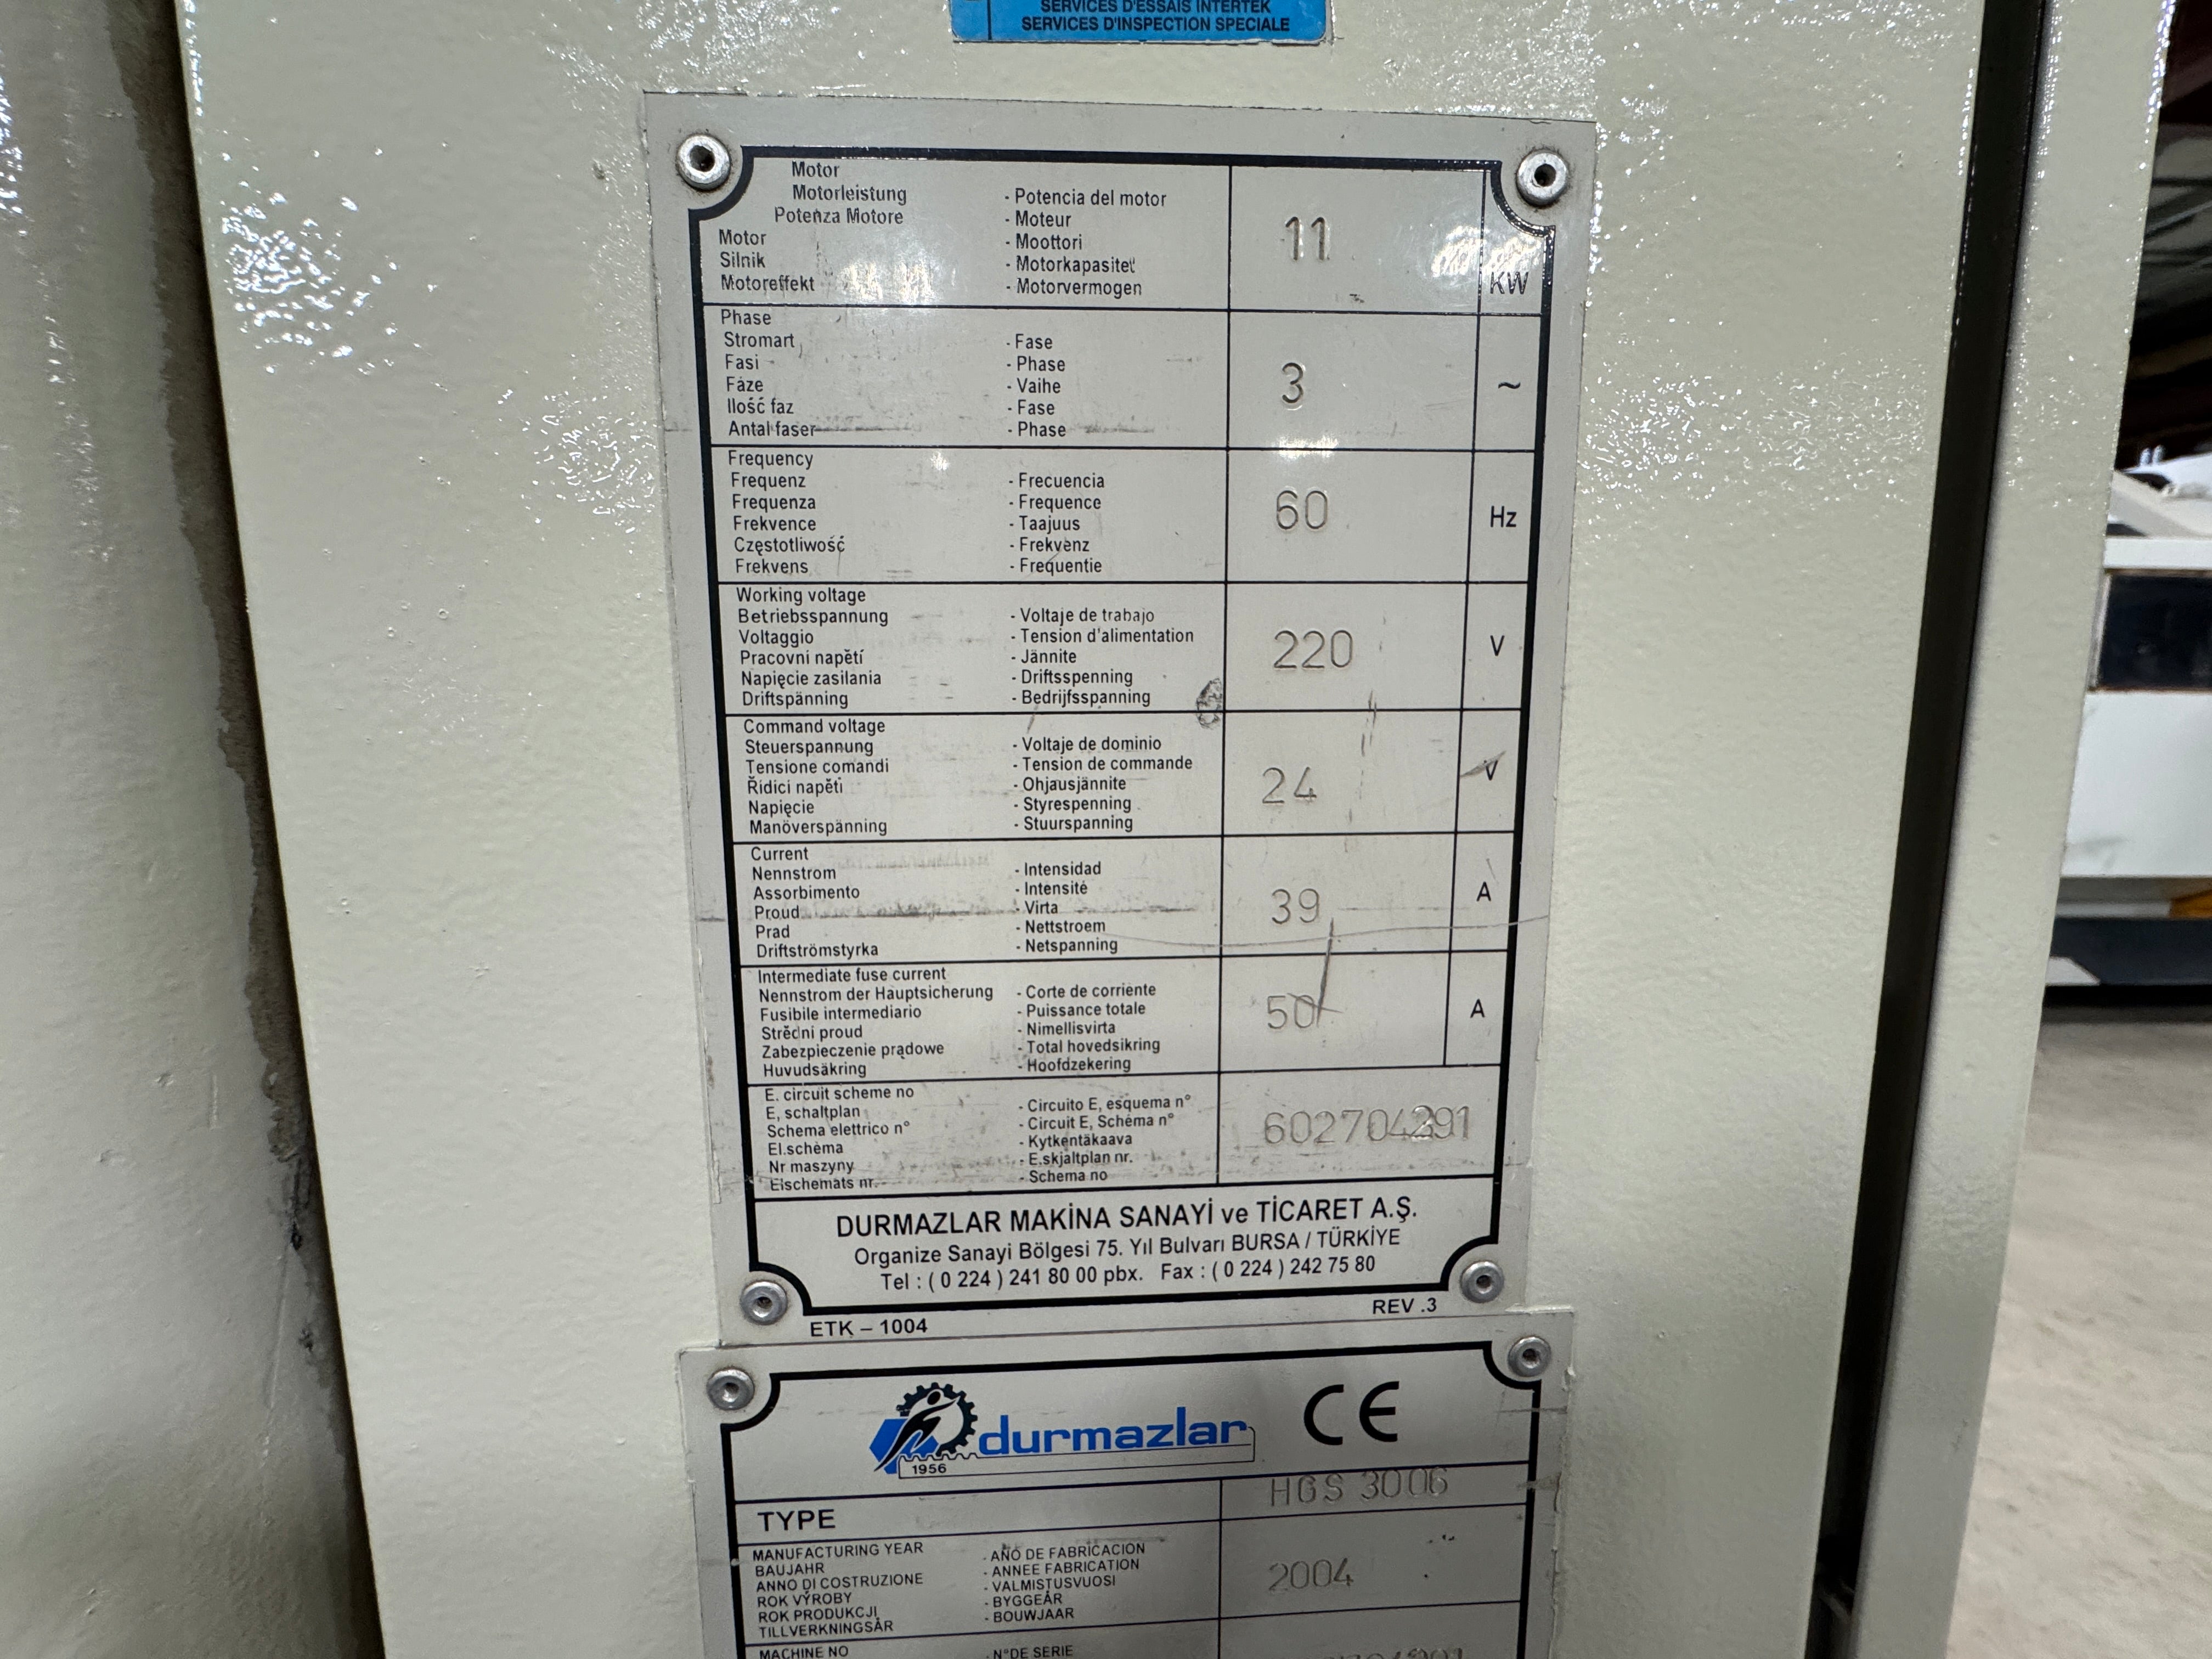 SERVICES D'ESSAIS INTERTEK
SERVICES D'INSPECTION SPECIALE
Motor
Motorleistung - Potencia del motor
Potenza Motore - Moteur
Motor - Moottori
Silnik - Motorkapasitet
Motoreffekt - Motorvermogen
11 KW
Phase
Stromart - Fase
Fasi - Phase
Fáze - Vaihe
Ilość faz - Fase
Antal faser - Phase
3 ~
Frequency
Frequenz - Frecuencia
Frequenza - Frequence
Frekvence - Taajuus
Częstotliwość - Frekvenz
Frekvens - Frequentie
60 Hz
Working voltage
Betriebsspannung - Voltaje de trabajo
Voltaggio - Tension d'alimentation
Pracovni napětí - Jännite
Napięcie zasilania - Driftsspenning
Driftspänning - Bedrijfsspanning
220 V
Command voltage
Steuerspannung - Voltaje de dominio
Tensione comandi - Tension de commande
Řidici napěti - Ohjausjännite
Napięcie - Styrespenning
Manöverspänning - Stuurspanning
24 V
Current
Nennstrom - Intensidad
Assorbimento - Intensité
Proud - Virta
Prad - Nettstroem
Driftströmstyrka - Netspanning
39 A
Intermediate fuse current
Nennstrom der Hauptsicherung - Corte de corriente
Fusibile intermediario - Puissance totale
Střědni proud - Nimellisvirta
Zabezpieczenie prądowe - Total hovedsikring
Huvudsäkring - Hoofdzekering
50 A
E. circuit scheme no
E, schaltplan - Circuito E, esquema n°
Schema elettrico n° - Circuit E, Schéma n°
El.schèma - Kytkentäkaava
Nr maszyny - E.skjaltplan nr.
Elschemats nr. - Schema no
DURMAZLAR MAKİNA SANAYİ ve TİCARET A.Ş.
Organize Sanayi Bölgesi 75. Yıl Bulvarı BURSA / TÜRKİYE
Tel : ( 0 224 ) 241 80 00 pbx. Fax : ( 0 224 ) 242 75 80
ETK – 1004 REV .3
durmazlar CE
1956
TYPE HGS 3006
MANUFACTURING YEAR - AÑO DE FABRICACION
BAUJAHR - ANNEE FABRICATION
ANNO DI COSTRUZIONE - VALMISTUSVUOSI
ROK VÝROBY - BYGGEÅR
ROK PRODUKCJI - BOUWJAAR
TILLVERKNINGSÅR
2004
MACHINE NO - N°DE SERIE